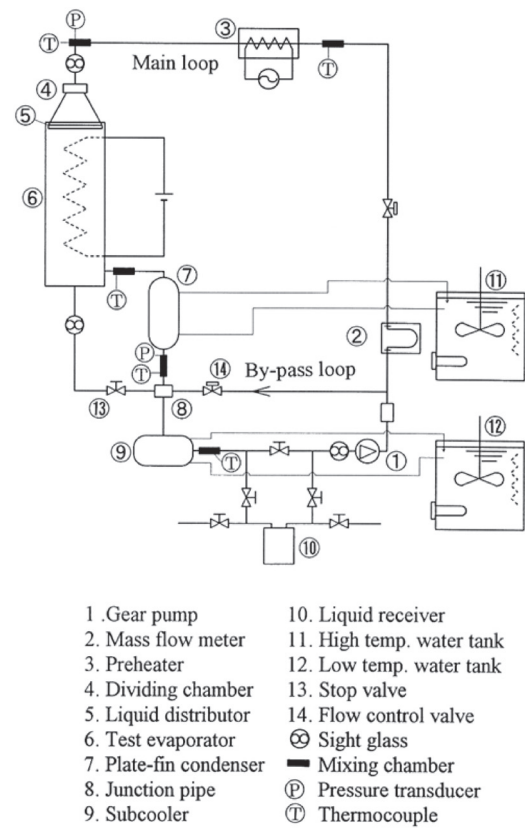 P
T
③
Main loop
T
④
⑤
⑥
⑦
⑪
T
②
P
T
⑭
By-pass loop
⑬
⑧
⑫
⑨
T
①
⑩
1 .Gear pump
2. Mass flow meter
3. Preheater
4. Dividing chamber
5. Liquid distributor
6. Test evaporator
7. Plate-fin condenser
8. Junction pipe
9. Subcooler
10. Liquid receiver
11. High temp. water tank
12. Low temp. water tank
13. Stop valve
14. Flow control valve
Sight glass
Mixing chamber
P Pressure transducer
T Thermocouple